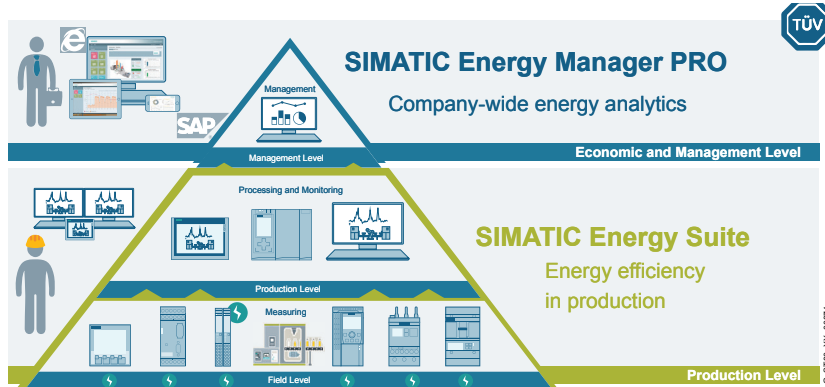 TÜV
SIMATIC Energy Manager PRO
Company-wide energy analytics
Management
SAP
Management Level
Economic and Management Level
Processing and Monitoring
SIMATIC Energy Suite
Energy efficiency
in production
Production Level
Measuring
Field Level
Production Level